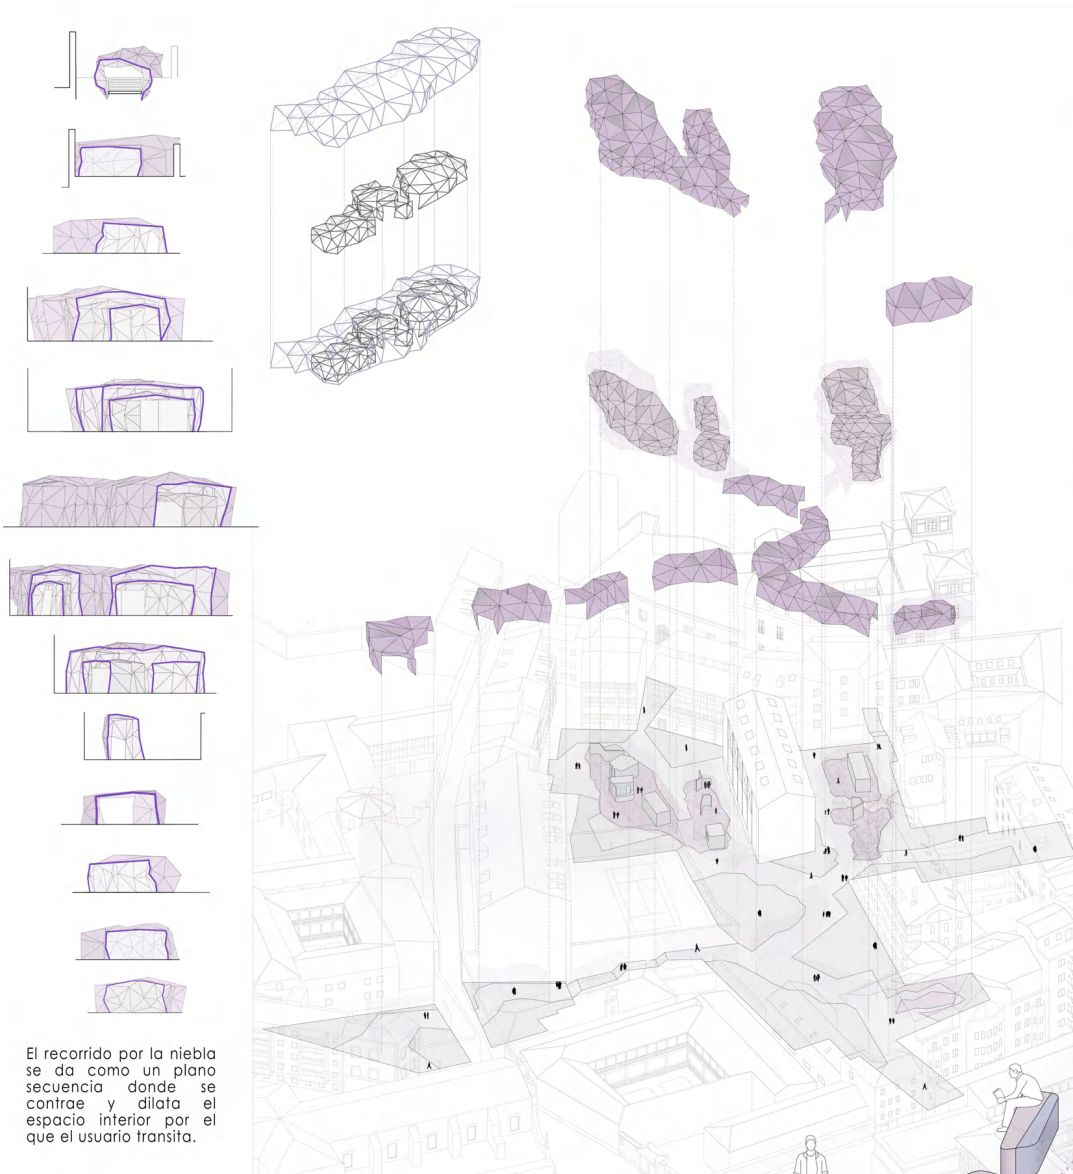 El recorrido por la niebla
se da como un plano
secuencia donde se
contrae y dilata el
espacio interior por el
que el usuario transita.